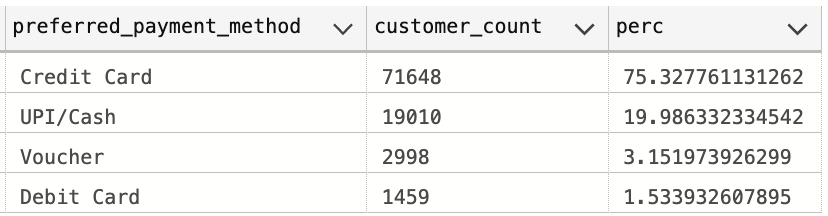 preferred_payment_method customer_count perc
Credit Card 71648 75.327761131262
UPI/Cash 19010 19.986332334542
Voucher 2998 3.151973926299
Debit Card 1459 1.533932607895